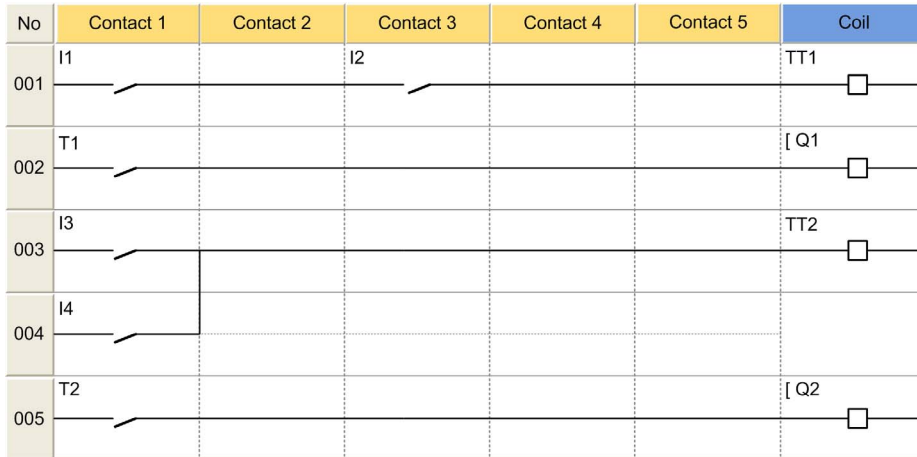 No Contact 1 Contact 2 Contact 3 Contact 4 Contact 5 Coil
I1 I2 TT1
001
T1 [ Q1
002
I3 TT2
003
I4
004
T2 [ Q2
005